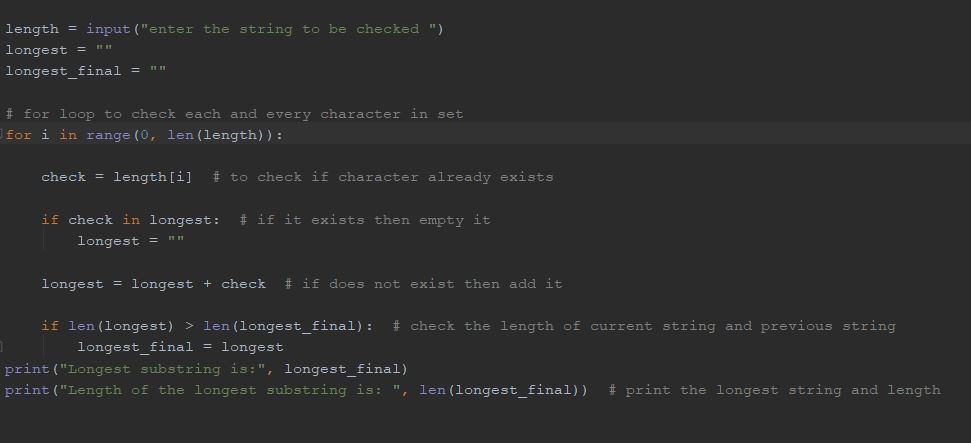 length = input("enter the string to be checked ")
longest = ""
longest_final = ""
# for loop to check each and every character in set
for i in range(0, len(length)):
check = length[i]  # to check if character already exists
if check in longest:  # if it exists then empty it
longest = ""
longest = longest + check  # if does not exist then add it
if len(longest) > len(longest_final):  # check the length of current string and previous string
longest_final = longest
print("Longest substring is:", longest_final)
print("Length of the longest substring is: ", len(longest_final))  # print the longest string and length